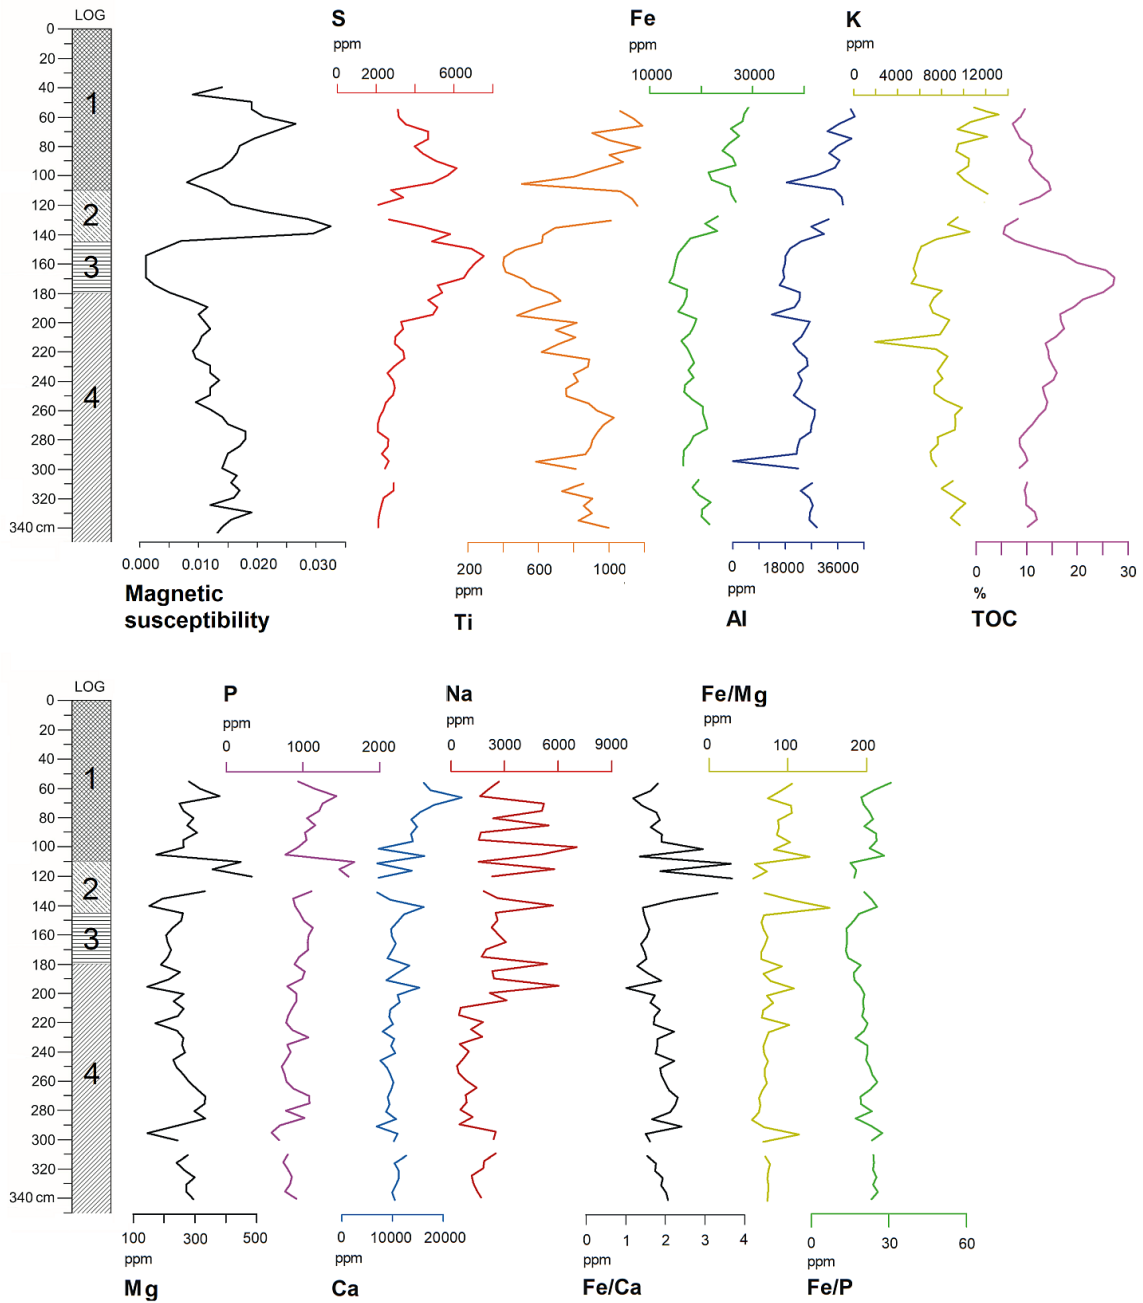 LOG S Fe K
ppm ppm ppm
0 2000 6000 10000 30000 0 4000 8000 12000
0
20
40
60
80
100
120
140
160
180
200
220
240
260
280
300
320
340 cm
1
2
3
4
0.000 0.010 0.020 0.030 200 600 1000 0 18000 36000 0 10 20 30
ppm ppm %
Magnetic
susceptibility Ti Al TOC
LOG P Na Fe/Mg
ppm ppm ppm
0 1000 2000 0 3000 6000 9000 0 100 200
0
20
40
60
80
100
120
140
160
180
200
220
240
260
280
300
320
340 cm
1
2
3
4
100 300 500 0 10000 20000 0 1 2 3 4 0 30 60
ppm ppm ppm ppm
Mg Ca Fe/Ca Fe/P